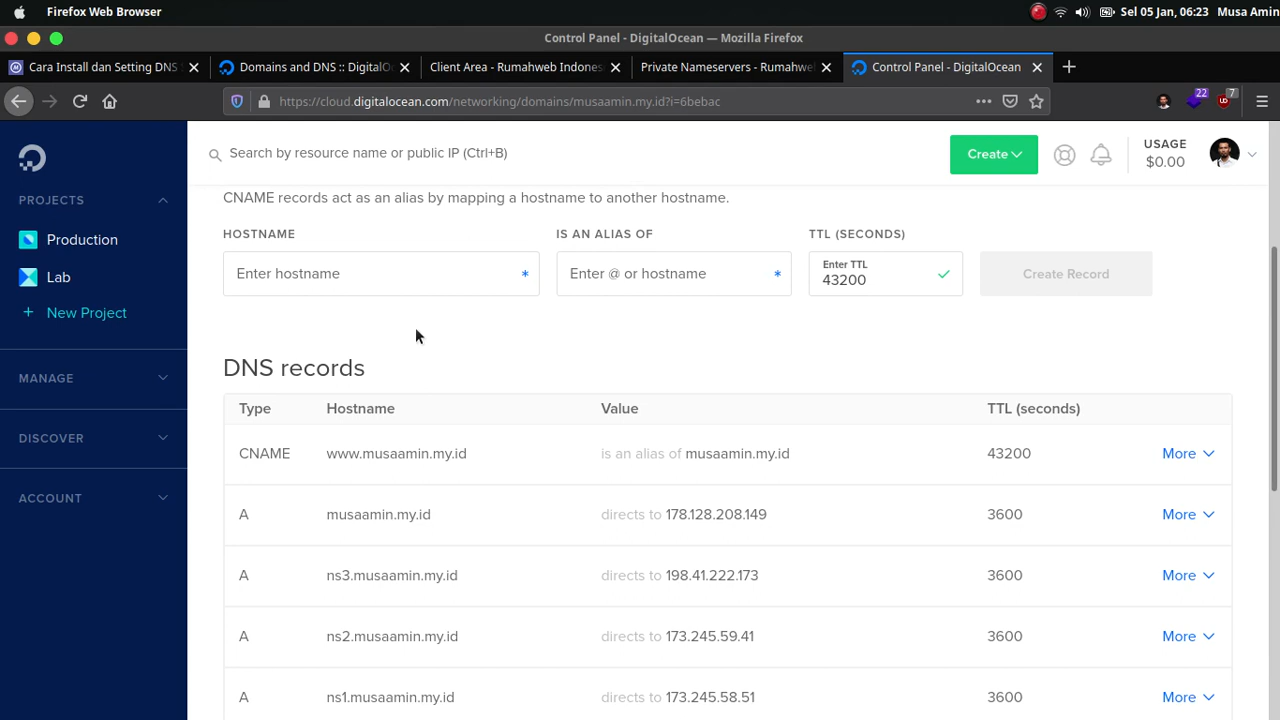 Firefox Web Browser
Sel 05 Jan, 06:23 Musa Amin
Control Panel - DigitalOcean — Mozilla Firefox
Cara Install dan Setting DNS
Domains and DNS :: DigitalO
Client Area - Rumahweb Indones
Private Nameservers - Rumahwe
Control Panel - DigitalOcean
https://cloud.digitalocean.com/networking/domains/musaamin.my.id?i=6bebac
22
7
Search by resource name or public IP (Ctrl+B)
Create
USAGE
$0.00
PROJECTS
Production
Lab
+ New Project
MANAGE
DISCOVER
ACCOUNT
CNAME records act as an alias by mapping a hostname to another hostname.
HOSTNAME
IS AN ALIAS OF
TTL (SECONDS)
Enter hostname *
Enter @ or hostname *
Enter TTL
43200
Create Record
DNS records
Type Hostname Value TTL (seconds)
CNAME www.musaamin.my.id is an alias of musaamin.my.id 43200 More
A musaamin.my.id directs to 178.128.208.149 3600 More
A ns3.musaamin.my.id directs to 198.41.222.173 3600 More
A ns2.musaamin.my.id directs to 173.245.59.41 3600 More
A ns1.musaamin.my.id directs to 173.245.58.51 3600 More